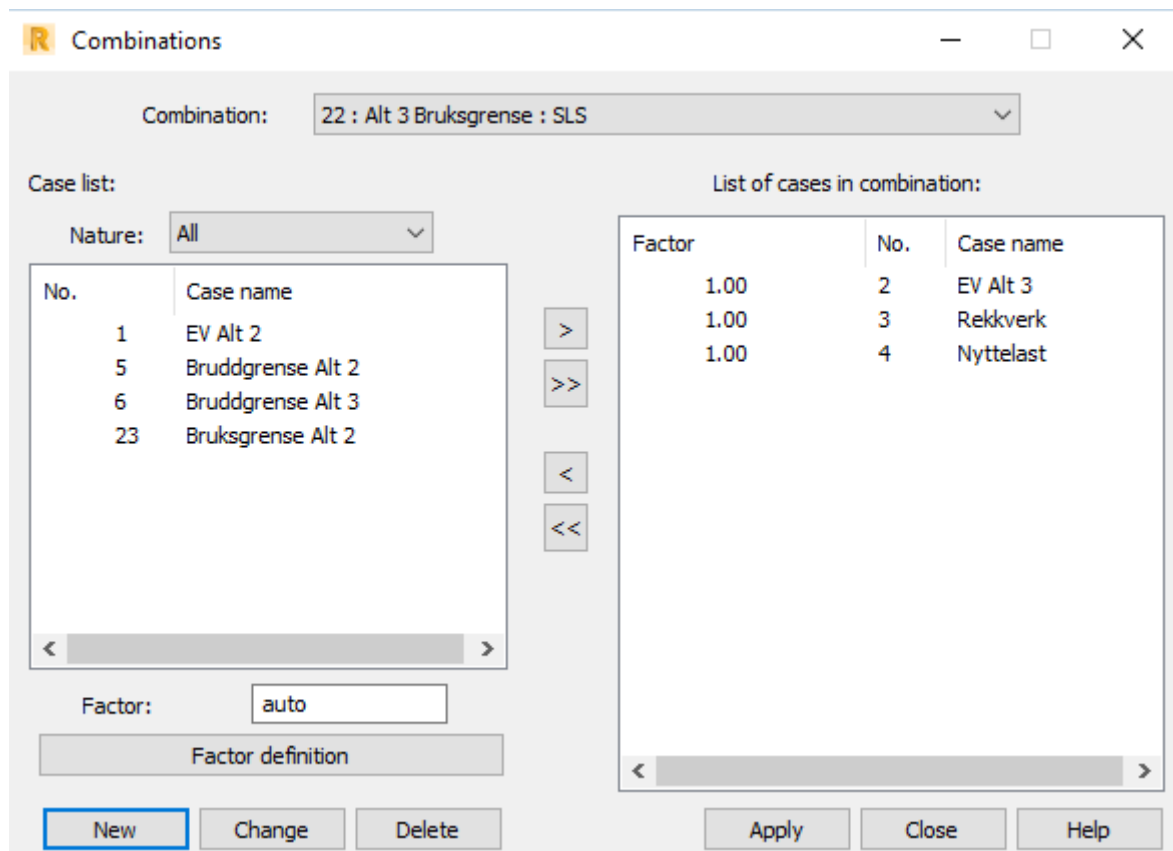 R Combinations
Combination: 22 : Alt 3 Bruksgrense : SLS
Case list:
Nature: All
No. Case name
1 EV Alt 2
5 Bruddgrense Alt 2
6 Bruddgrense Alt 3
23 Bruksgrense Alt 2
Factor: auto
Factor definition
New Change Delete
>
>>
<
<<
List of cases in combination:
Factor No. Case name
1.00 2 EV Alt 3
1.00 3 Rekkverk
1.00 4 Nyttelast
Apply Close Help